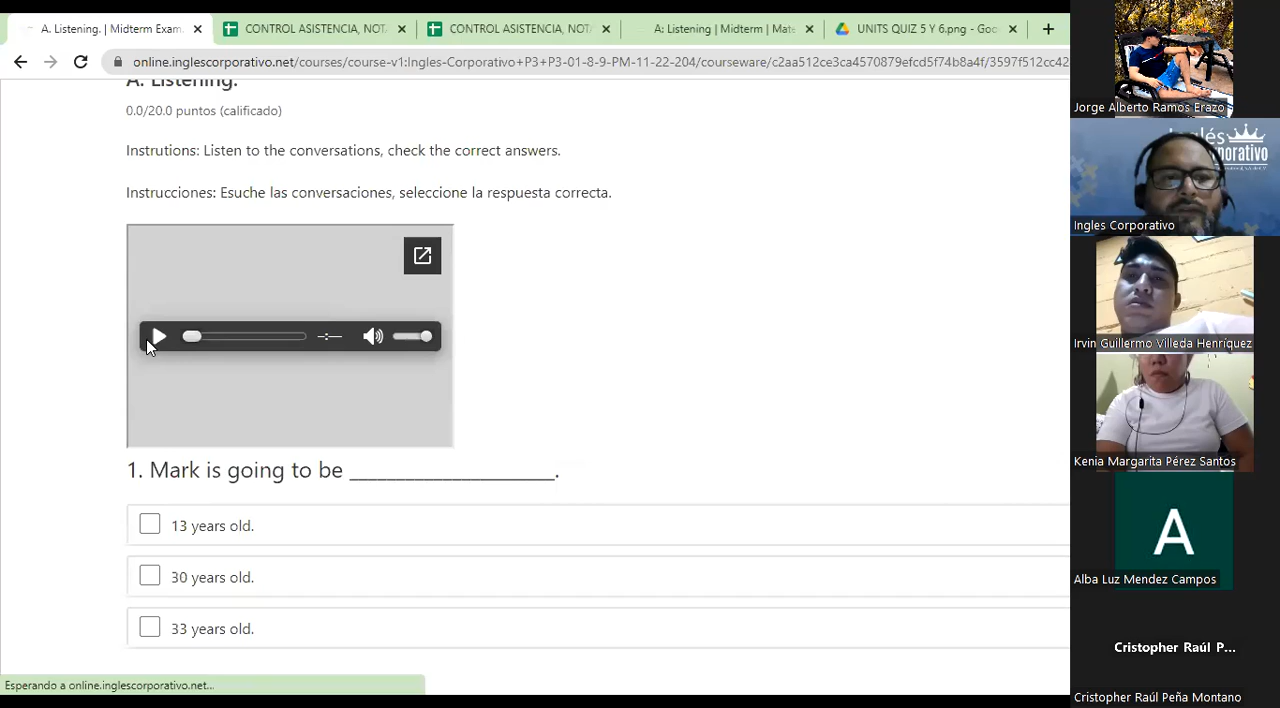 A. Listening. | Midterm Exam.
CONTROL ASISTENCIA, NOT
CONTROL ASISTENCIA, NOT
A: Listening | Midterm | Mate
UNITS QUIZ 5 Y 6.png - Goo
online.inglescorporativo.net/courses/course-v1:Ingles-Corporativo+P3+P3-01-8-9-PM-11-22-204/courseware/c2aa512ce3ca4570879efcd5f74b8a4f/3597f512cc42
A. Listening.
0.0/20.0 puntos (calificado)
Instrutions: Listen to the conversations, check the correct answers.
Instrucciones: Esuche las conversaciones, seleccione la respuesta correcta.
--:--
1. Mark is going to be ____________________.
13 years old.
30 years old.
33 years old.
Esperando a online.inglescorporativo.net...
Jorge Alberto Ramos Erazo
Ingles Corporativo
Irvin Guillermo Villeda Henríquez
Kenia Margarita Pérez Santos
A
Alba Luz Mendez Campos
Cristopher Raúl P...
Cristopher Raúl Peña Montano